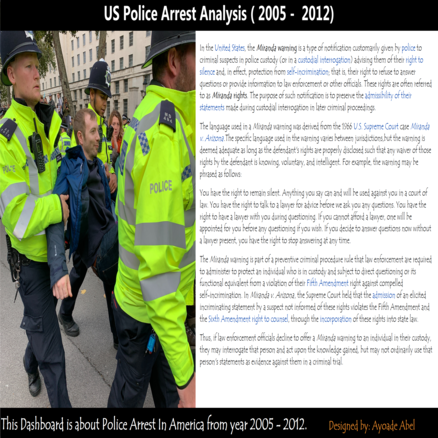 US Police Arrest Analysis ( 2005 - 2012)
In the United States, the Miranda warning is a type of notification customarily given by police to
criminal suspects in police custody (or in a custodial interrogation) advising them of their right to
silence and, in effect, protection from self-incrimination; that is, their right to refuse to answer
questions or provide information to law enforcement or other officials. These rights are often referred
to as Miranda rights. The purpose of such notification is to preserve the admissibility of their
statements made during custodial interrogation in later criminal proceedings.
The language used in a Miranda warning was derived from the 1966 U.S. Supreme Court case Miranda
v. Arizona. The specific language used in the warning varies between jurisdictions, but the warning is
deemed adequate as long as the defendant's rights are properly disclosed such that any waiver of those
rights by the defendant is knowing, voluntary, and intelligent. For example, the warning may be
phrased as follows:
You have the right to remain silent. Anything you say can and will be used against you in a court of
law. You have the right to talk to a lawyer for advice before we ask you any questions. You have the
right to have a lawyer with you during questioning. If you cannot afford a lawyer, one will be
appointed for you before any questioning if you wish. If you decide to answer questions now without
a lawyer present, you have the right to stop answering at any time.
The Miranda warning is part of a preventive criminal procedure rule that law enforcement are required
to administer to protect an individual who is in custody and subject to direct questioning or its
functional equivalent from a violation of their Fifth Amendment right against compelled
self-incrimination. In Miranda v. Arizona, the Supreme Court held that the admission of an elicited
incriminating statement by a suspect not informed of these rights violates the Fifth Amendment and
the Sixth Amendment right to counsel, through the incorporation of these rights into state law.
Thus, if law enforcement officials decline to offer a Miranda warning to an individual in their custody,
they may interrogate that person and act upon the knowledge gained, but may not ordinarily use that
person's statements as evidence against them in a criminal trial.
POLICE
This Dashboard is about Police Arrest In America from year 2005 - 2012.
Designed by: Ayoade Abel